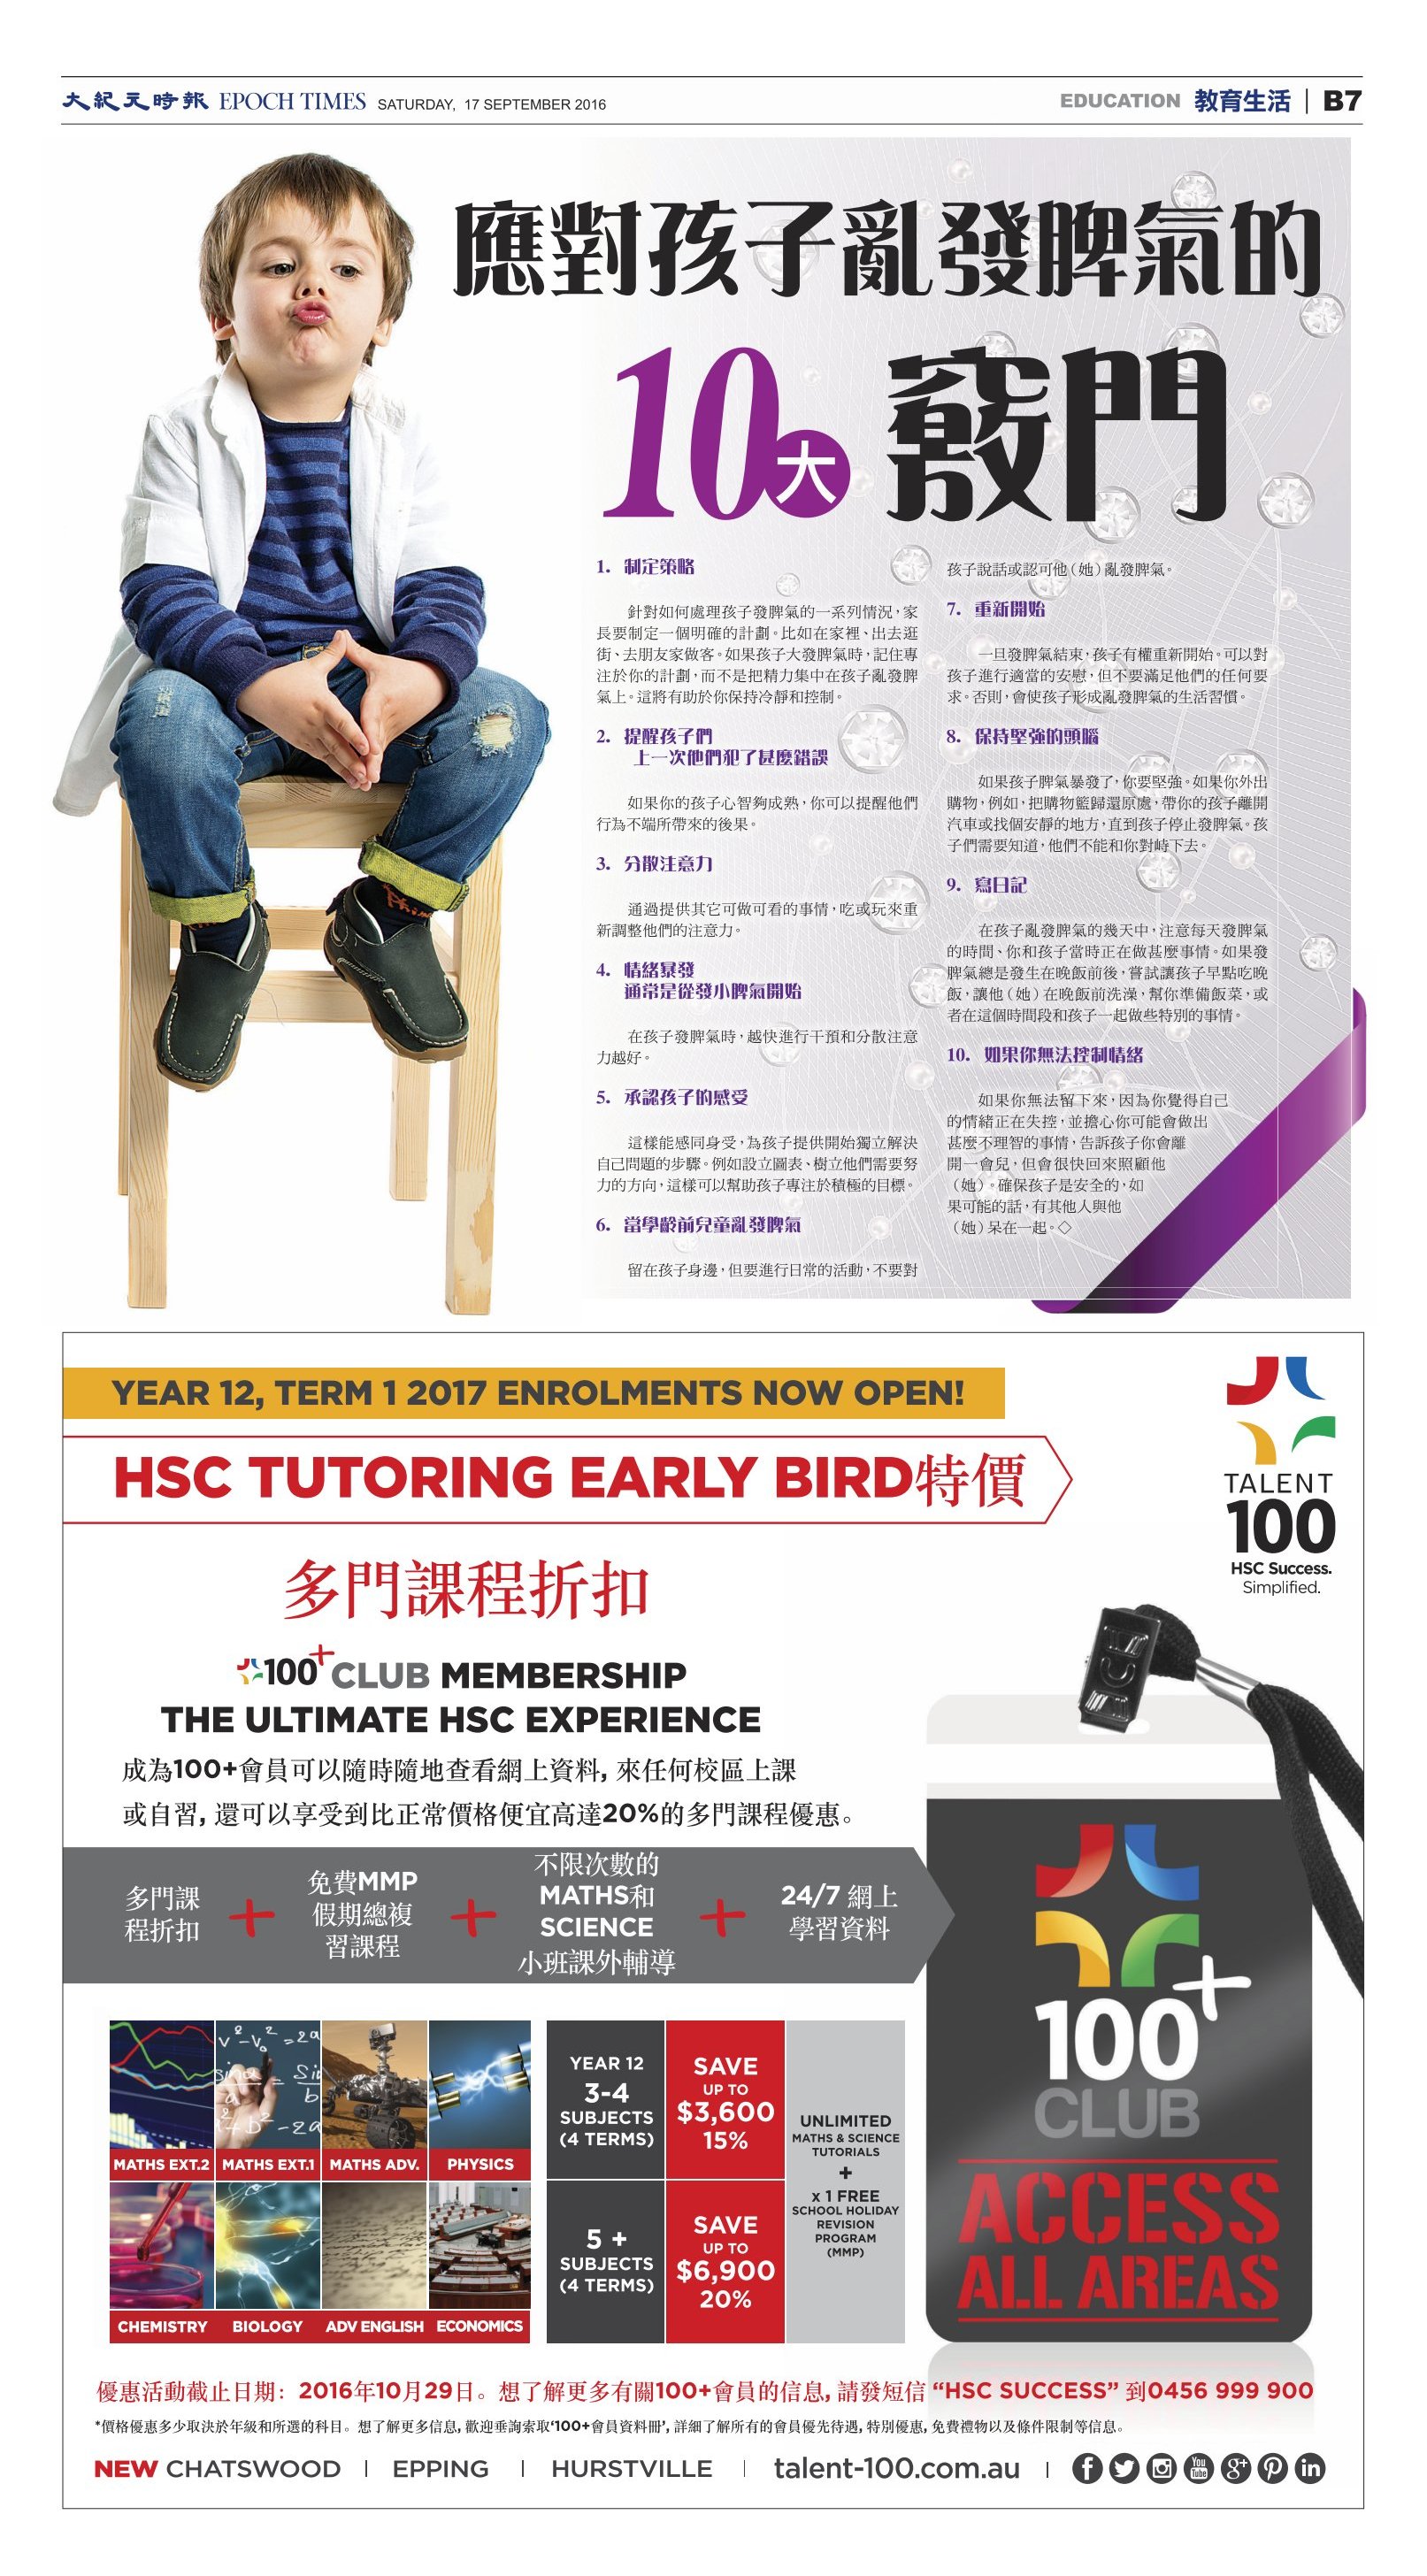 大紀元時報 EPOCH TIMES SATURDAY, 17 SEPTEMBER 2016
EDUCATION 教育生活 | B7
應對孩子亂發脾氣的
10大 竅門
1. 制定策略
針對如何處理孩子發脾氣的一系列情況，家
長要制定一個明確的計劃。比如在家裡、出去逛
街、去朋友家做客。如果孩子大發脾氣時，記住專
注於你的計劃，而不是把精力集中在孩子亂發脾
氣上。這將有助於你保持冷靜和控制。
2. 提醒孩子們
上一次他們犯了甚麼錯誤
如果你的孩子心智夠成熟，你可以提醒他們
行為不端所帶來的後果。
3. 分散注意力
通過提供其它可做可看的事情，吃或玩來重
新調整他們的注意力。
4. 情緒暴發
通常是從發小脾氣開始
在孩子發脾氣時，越快進行干預和分散注意
力越好。
5. 承認孩子的感受
這樣能感同身受，為孩子提供開始獨立解決
自己問題的步驟。例如設立圖表、樹立他們需要努
力的方向，這樣可以幫助孩子專注於積極的目標。
6. 當學齡前兒童亂發脾氣
留在孩子身邊，但要進行日常的活動，不要對
孩子說話或認可他（她）亂發脾氣。
7. 重新開始
一旦發脾氣結束，孩子有權重新開始。可以對
孩子進行適當的安慰，但不要滿足他們的任何要
求。否則，會使孩子形成亂發脾氣的生活習慣。
8. 保持堅強的頭腦
如果孩子脾氣暴發了，你要堅強。如果你外出
購物，例如，把購物籃歸還原處，帶你的孩子離開
汽車或找個安靜的地方，直到孩子停止發脾氣。孩
子們需要知道，他們不能和你對峙下去。
9. 寫日記
在孩子亂發脾氣的幾天中，注意每天發脾氣
的時間、你和孩子當時正在做甚麼事情。如果發
脾氣總是發生在晚飯前後，嘗試讓孩子早點吃晚
飯，讓他（她）在晚飯前洗澡，幫你準備飯菜，或
者在這個時間段和孩子一起做些特別的事情。
10. 如果你無法控制情緒
如果你無法留下來，因為你覺得自己
的情緒正在失控，並擔心你可能會做出
甚麼不理智的事情，告訴孩子你會離
開一會兒，但會很快回來照顧他
（她）。確保孩子是安全的，如
果可能的話，有其他人與他
（她）呆在一起。◇
YEAR 12, TERM 1 2017 ENROLMENTS NOW OPEN!
HSC TUTORING EARLY BIRD特價
TALENT
100
HSC Success.
Simplified.
多門課程折扣
100+ CLUB MEMBERSHIP
THE ULTIMATE HSC EXPERIENCE
成為100+會員可以隨時隨地查看網上資料, 來任何校區上課
或自習, 還可以享受到比正常價格便宜高達20%的多門課程優惠。
多門課
程折扣
+
免費MMP
假期總複
習課程
+
不限次數的
MATHS和
SCIENCE
小班課外輔導
+
24/7 網上
學習資料
100+
CLUB
ACCESS
ALL AREAS
MATHS EXT.2 MATHS EXT.1 MATHS ADV. PHYSICS
CHEMISTRY BIOLOGY ADV ENGLISH ECONOMICS
YEAR 12
3-4
SUBJECTS
(4 TERMS)
SAVE
UP TO
$3,600
15%
5 +
SUBJECTS
(4 TERMS)
SAVE
UP TO
$6,900
20%
UNLIMITED
MATHS & SCIENCE
TUTORIALS
+
x 1 FREE
SCHOOL HOLIDAY
REVISION
PROGRAM
(MMP)
優惠活動截止日期: 2016年10月29日。想了解更多有關100+會員的信息, 請發短信 “HSC SUCCESS” 到0456 999 900
*價格優惠多少取決於年級和所選的科目。想了解更多信息, 歡迎垂詢索取‘100+會員資料冊’, 詳細了解所有的會員優先待遇, 特別優惠, 免費禮物以及條件限制等信息。
NEW CHATSWOOD | EPPING | HURSTVILLE | talent-100.com.au |